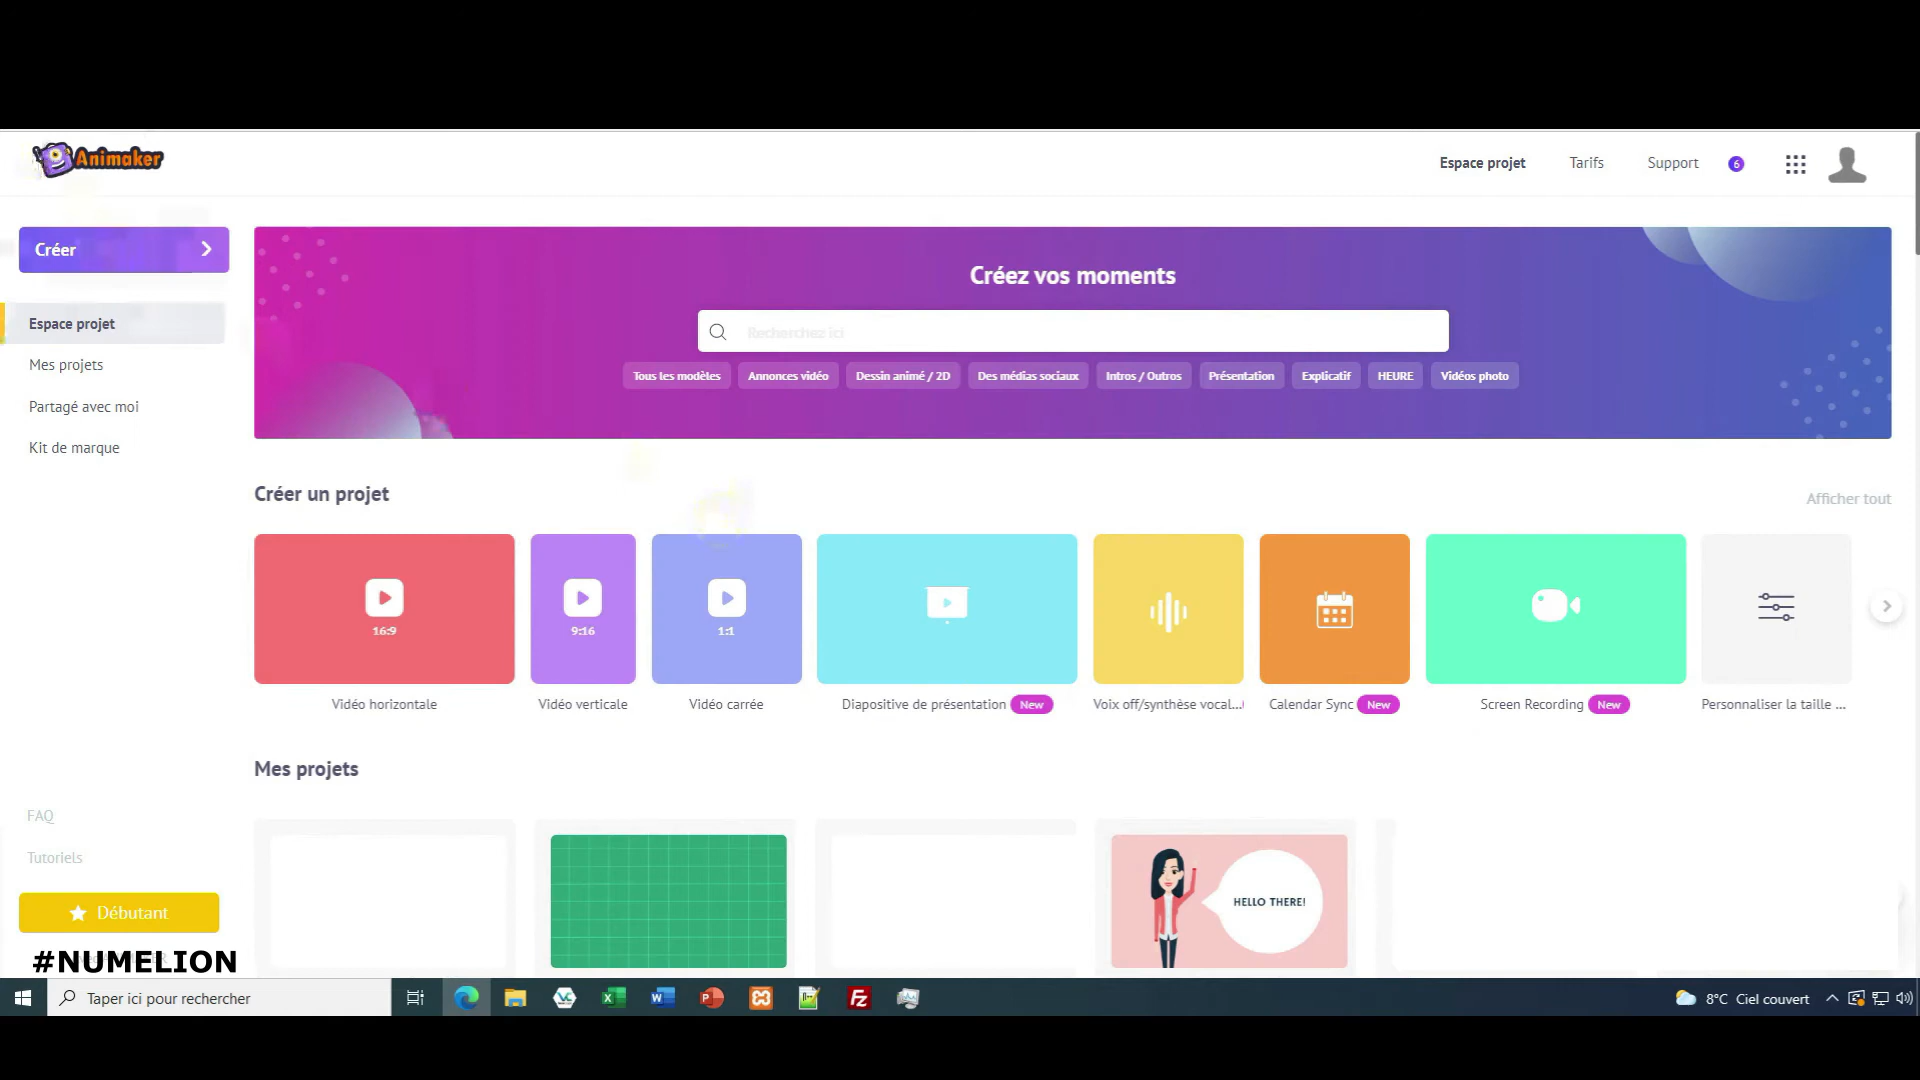 Animaker
Espace projet
Tarifs
Support
6
Créer
Espace projet
Mes projets
Partagé avec moi
Kit de marque
Créez vos moments
Recherchez ici
Tous les modèles
Annonces vidéo
Dessin animé / 2D
Des médias sociaux
Intros / Outros
Présentation
Explicatif
HEURE
Vidéos photo
Créer un projet
Afficher tout
16:9
9:16
1:1
Vidéo horizontale
Vidéo verticale
Vidéo carrée
Diapositive de présentation New
Voix off/synthèse vocal...
Calendar Sync New
Screen Recording New
Personnaliser la taille ...
Mes projets
HELLO THERE!
FAQ
Tutoriels
Débutant
#NUMELION
Taper ici pour rechercher
8°C Ciel couvert